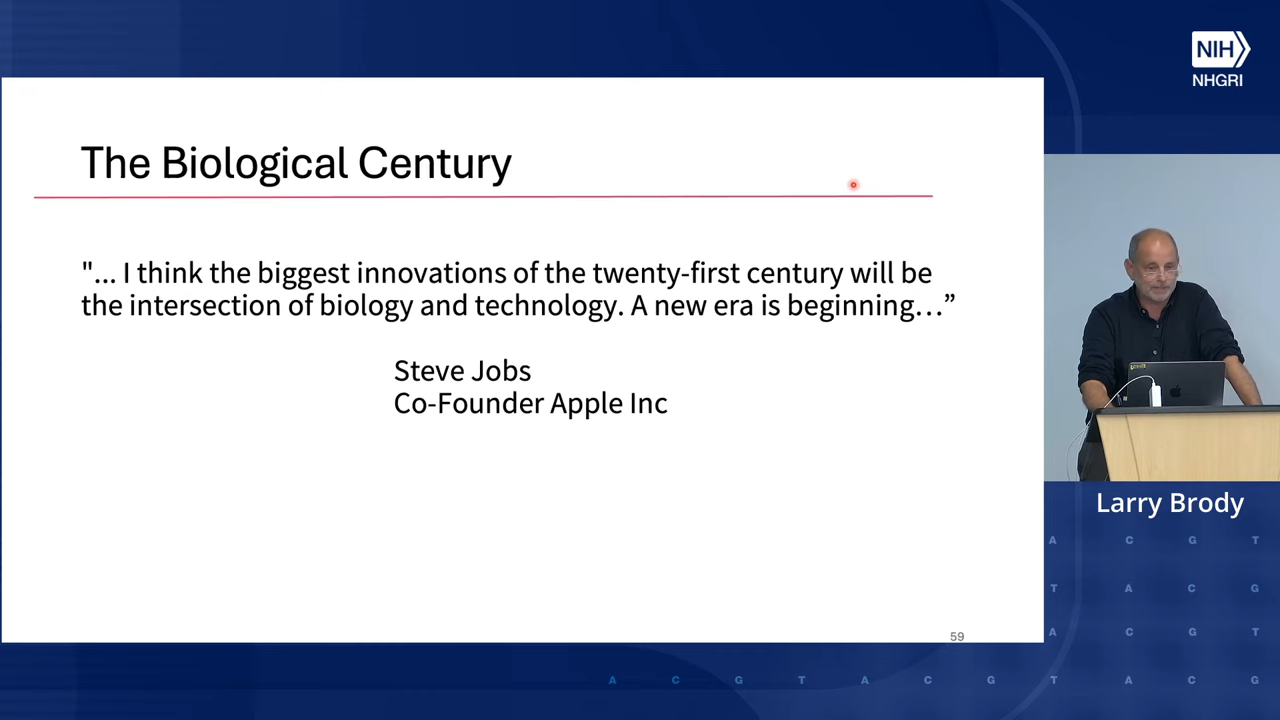 NIH
NHGRI
The Biological Century
"... I think the biggest innovations of the twenty-first century will be
the intersection of biology and technology. A new era is beginning…”
Steve Jobs
Co-Founder Apple Inc
59
Larry Brody
A C G T
T A C G
A C G T
A C G T A C G T A C G